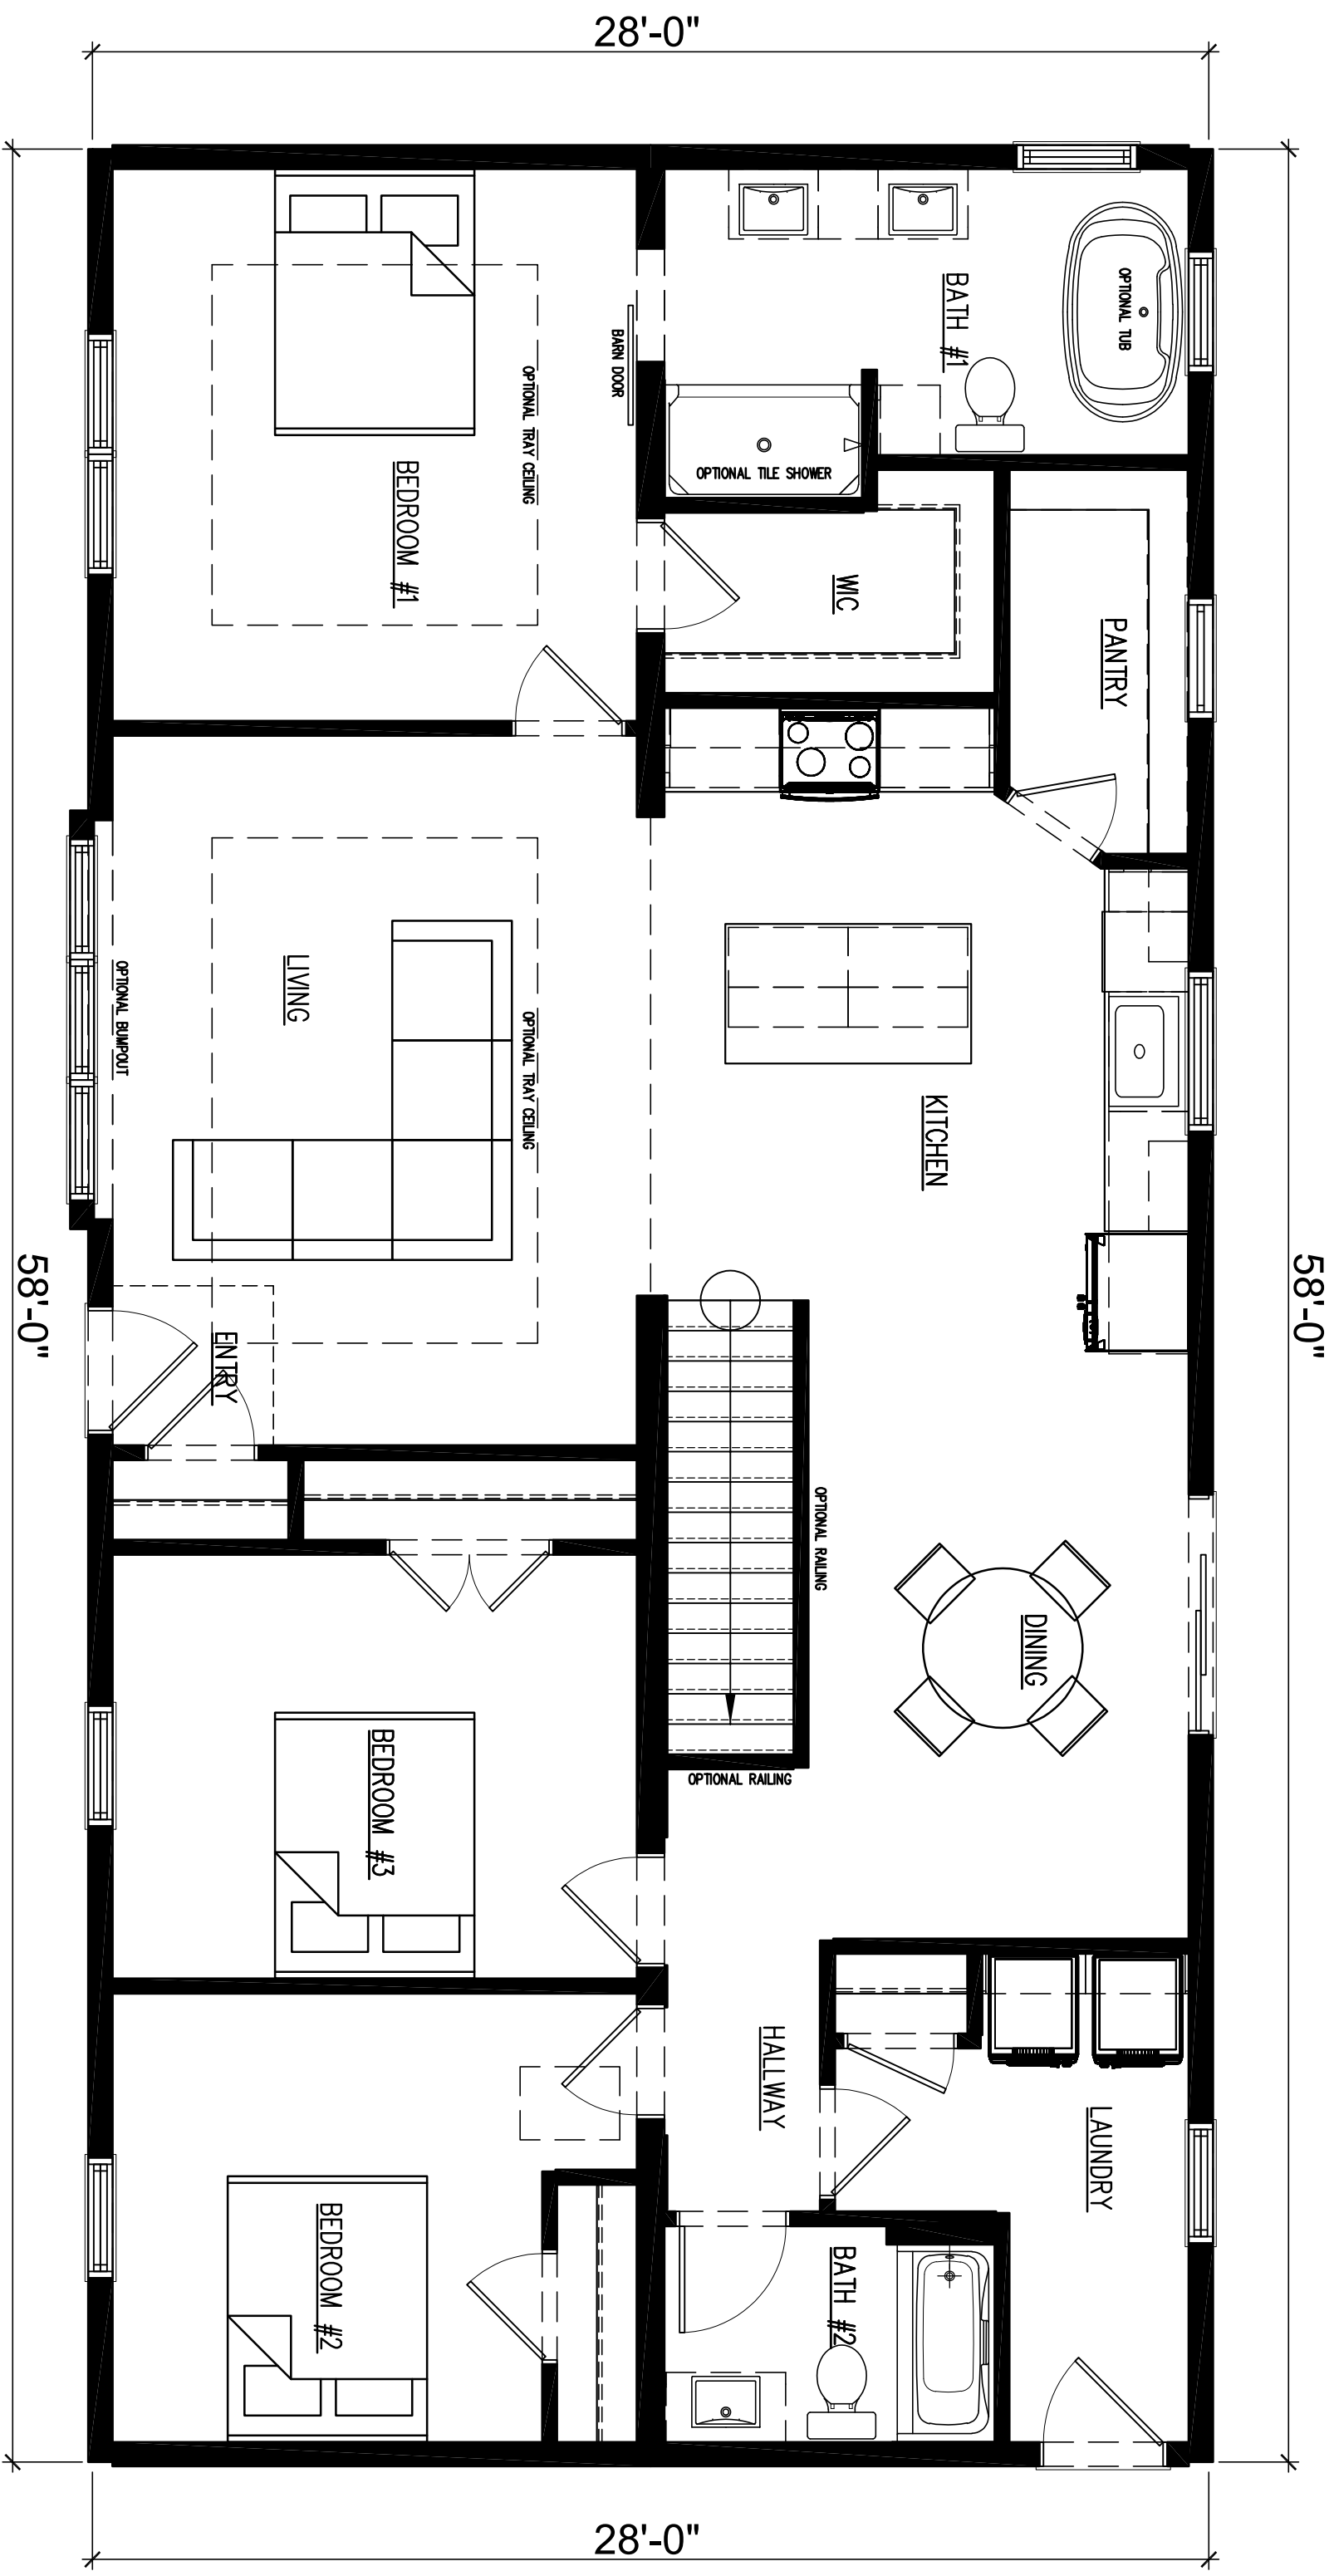 28'-0"
58'-0"
58'-0"
OPTIONAL TUB
BATH #1
BARN DOOR
OPTIONAL TRAY CEILING
BEDROOM #1
OPTIONAL TILE SHOWER
WIC
PANTRY
LIVING
OPTIONAL BUMPOUT
OPTIONAL TRAY CEILING
KITCHEN
ENTRY
OPTIONAL RAILING
DINING
OPTIONAL RAILING
BEDROOM #3
HALLWAY
LAUNDRY
BEDROOM #2
BATH #2
28'-0"